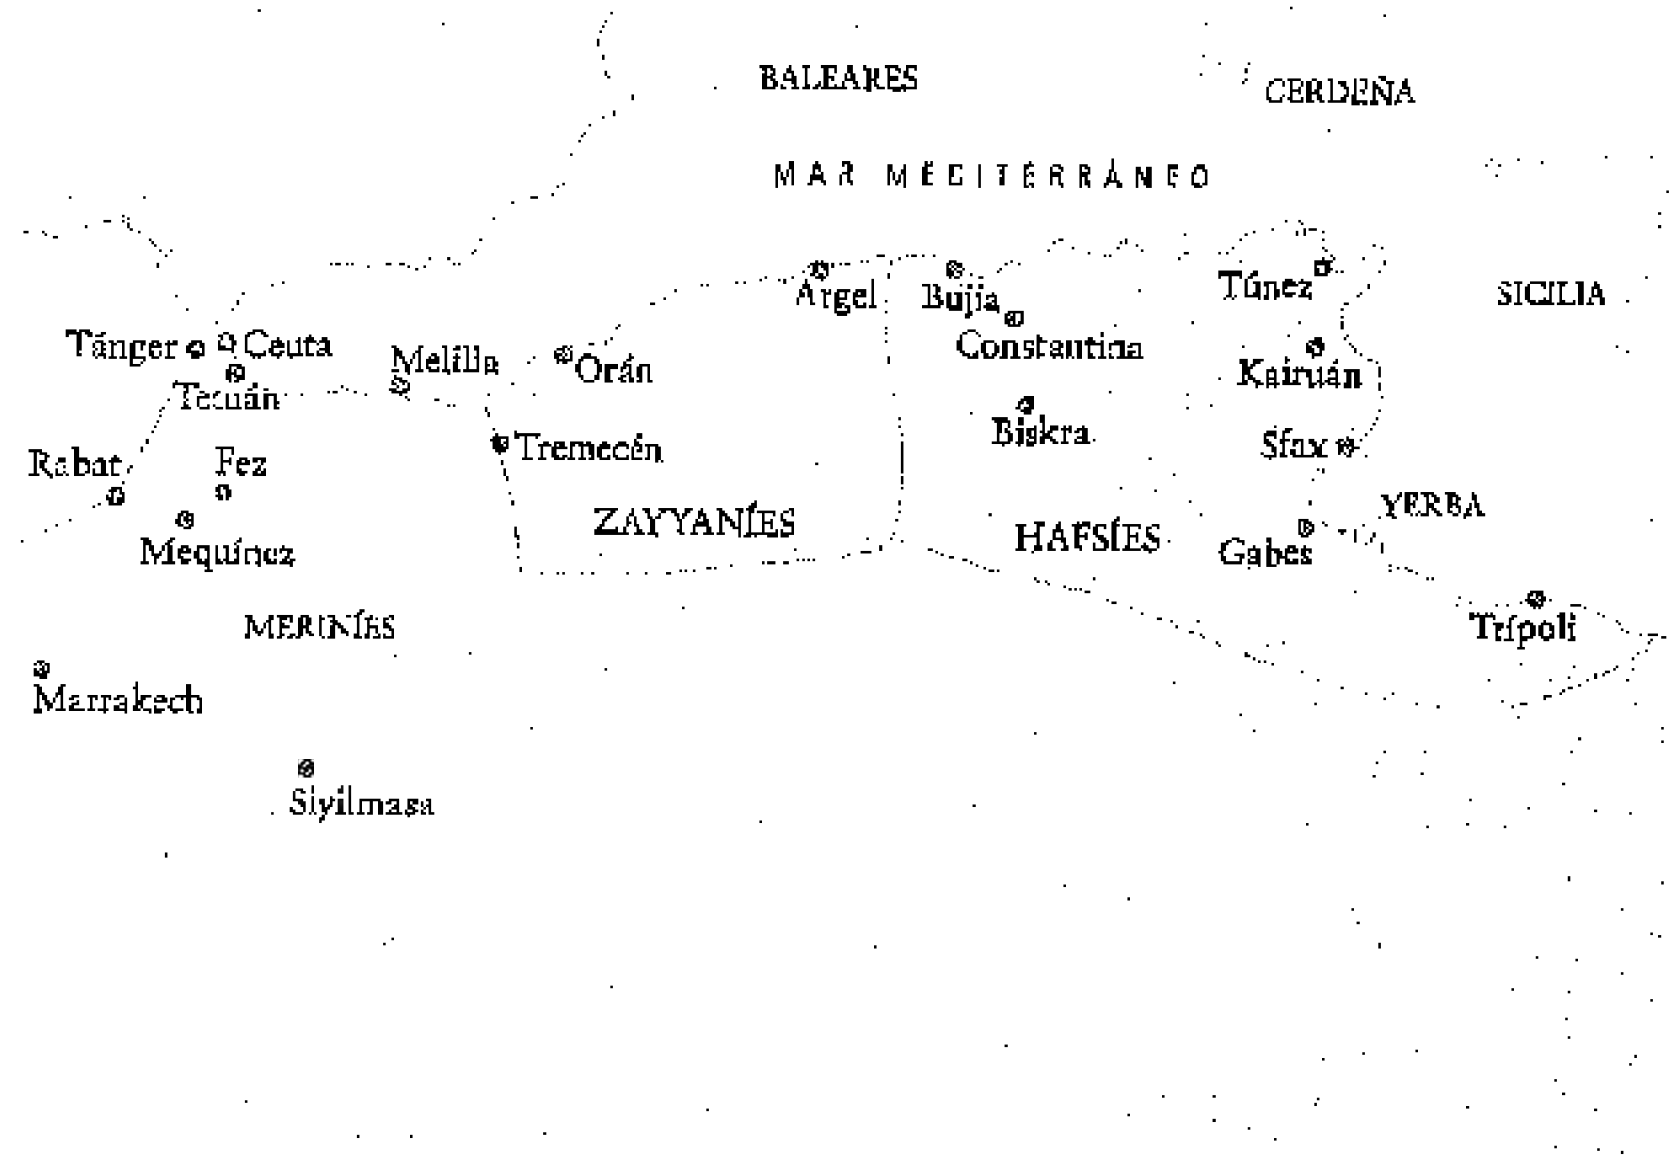 BALEARES
CERDEÑA
MAR MEDITERRÁNEO
Argel
Bujía
Túnez
SICILIA
Tánger
Ceuta
Melilla
Orán
Constantina
Kairuán
Tetuán
Rabat
Fez
Tremecén
Biskra
Sfax
ZAYYANÍES
HAFSÍES
YERBA
Mequínez
Gabes
MERINÍES
Trípoli
Marrakech
Siyilmasa